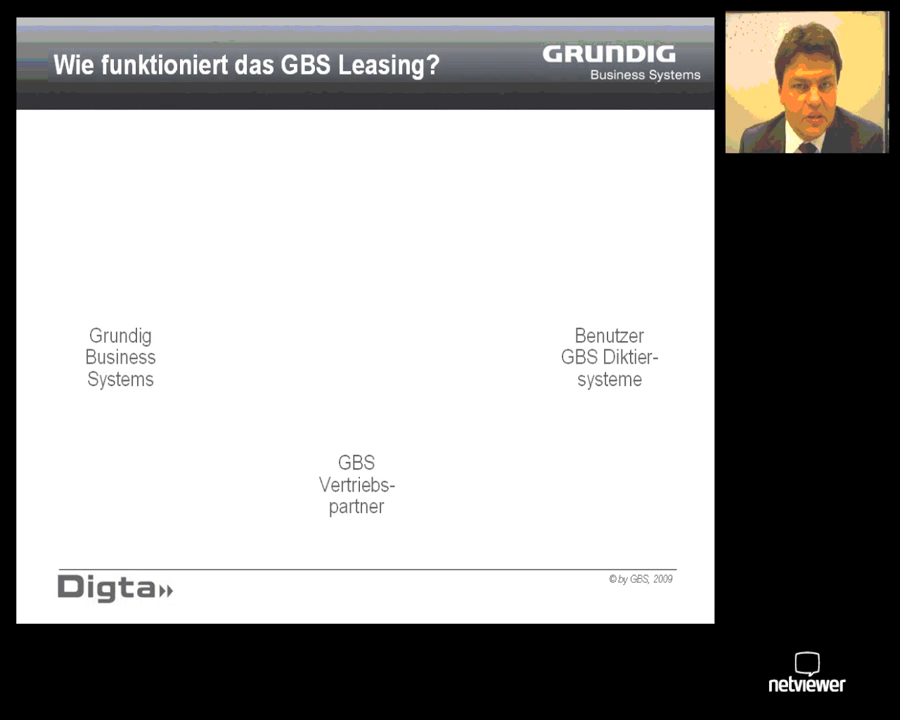 Wie funktioniert das GBS Leasing?
GRUNDIG
Business Systems
Grundig
Business
Systems
Benutzer
GBS Diktier-
systeme
GBS
Vertriebs-
partner
Digta
© by GBS, 2009
netviewer